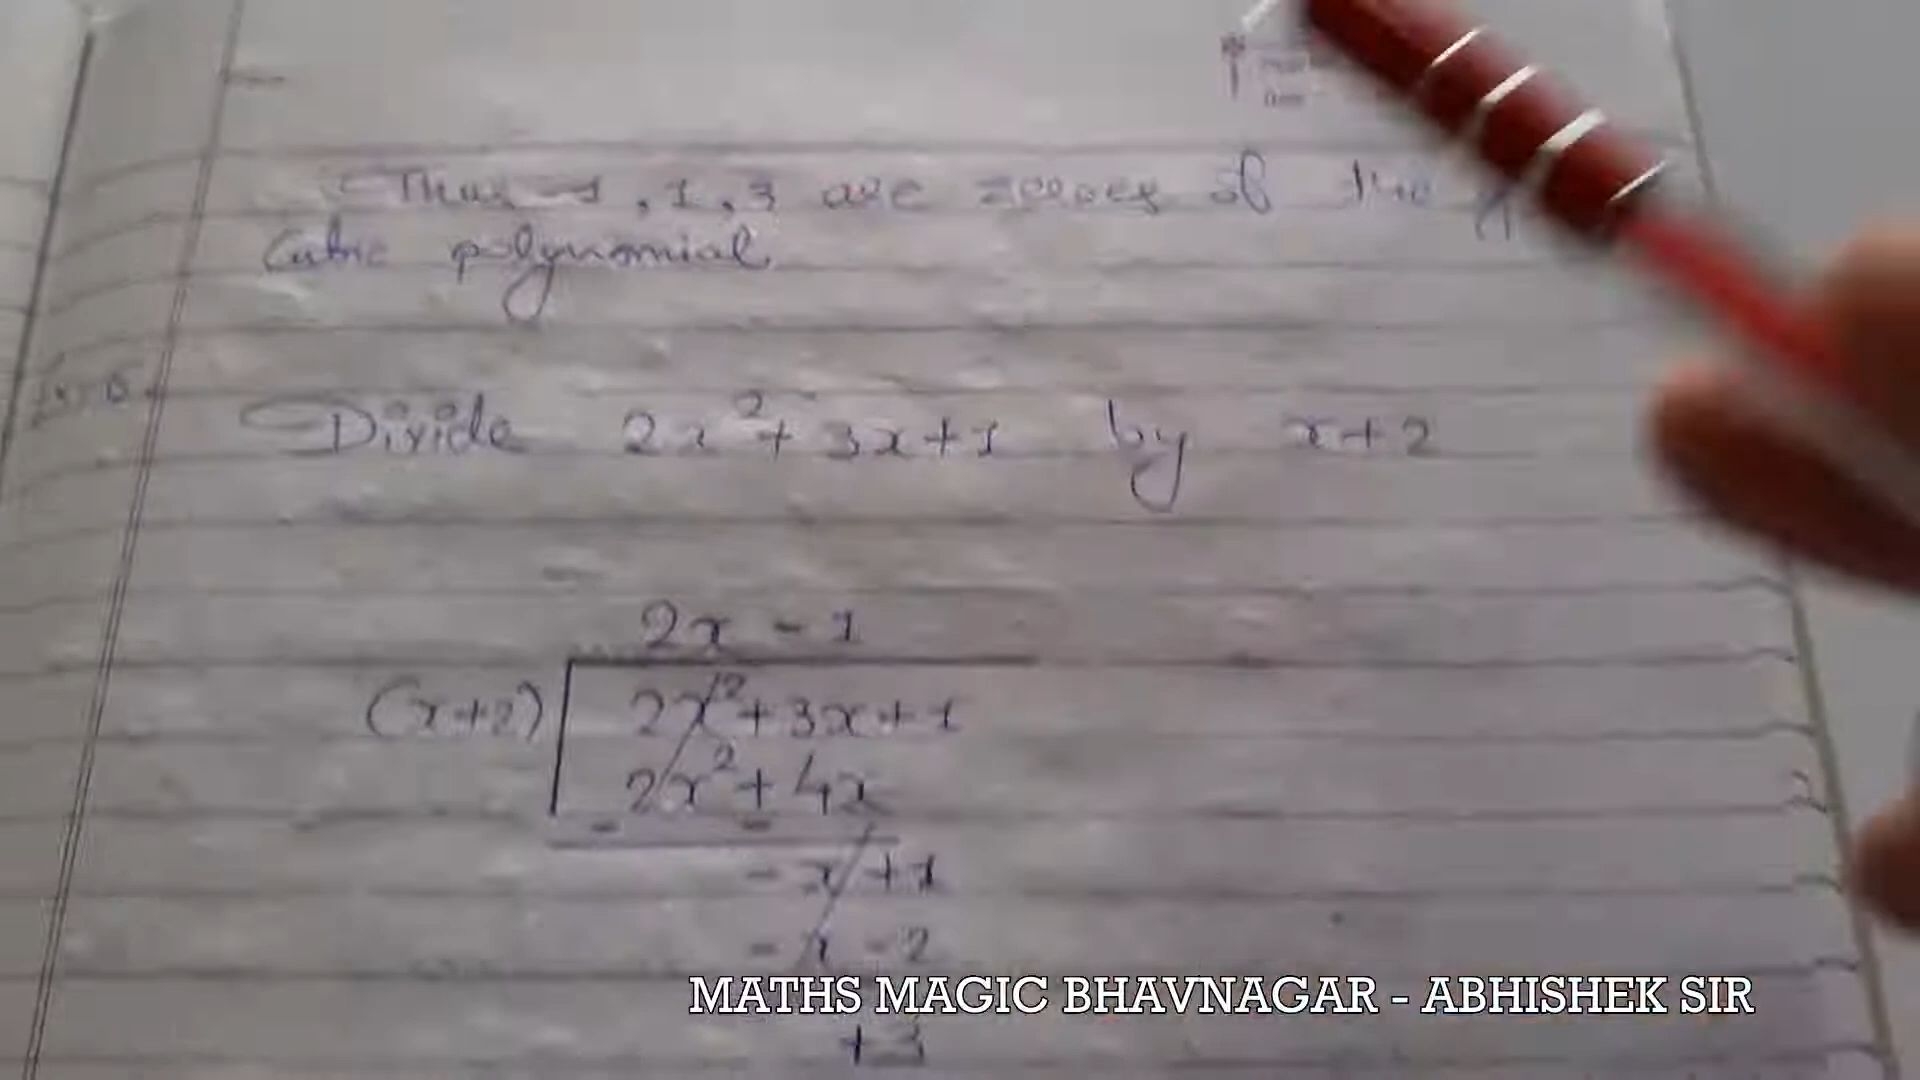 Thus -1, 1, 3 are zeroes of the
Cubic polynomial
Divide 2x²+ 3x+1 by x+2
2x - 1
(x+2) 2x²+3x+1
2x²+ 4x
- -
-x+1
-x-2
MATHS MAGIC BHAVNAGAR - ABHISHEK SIR
+3